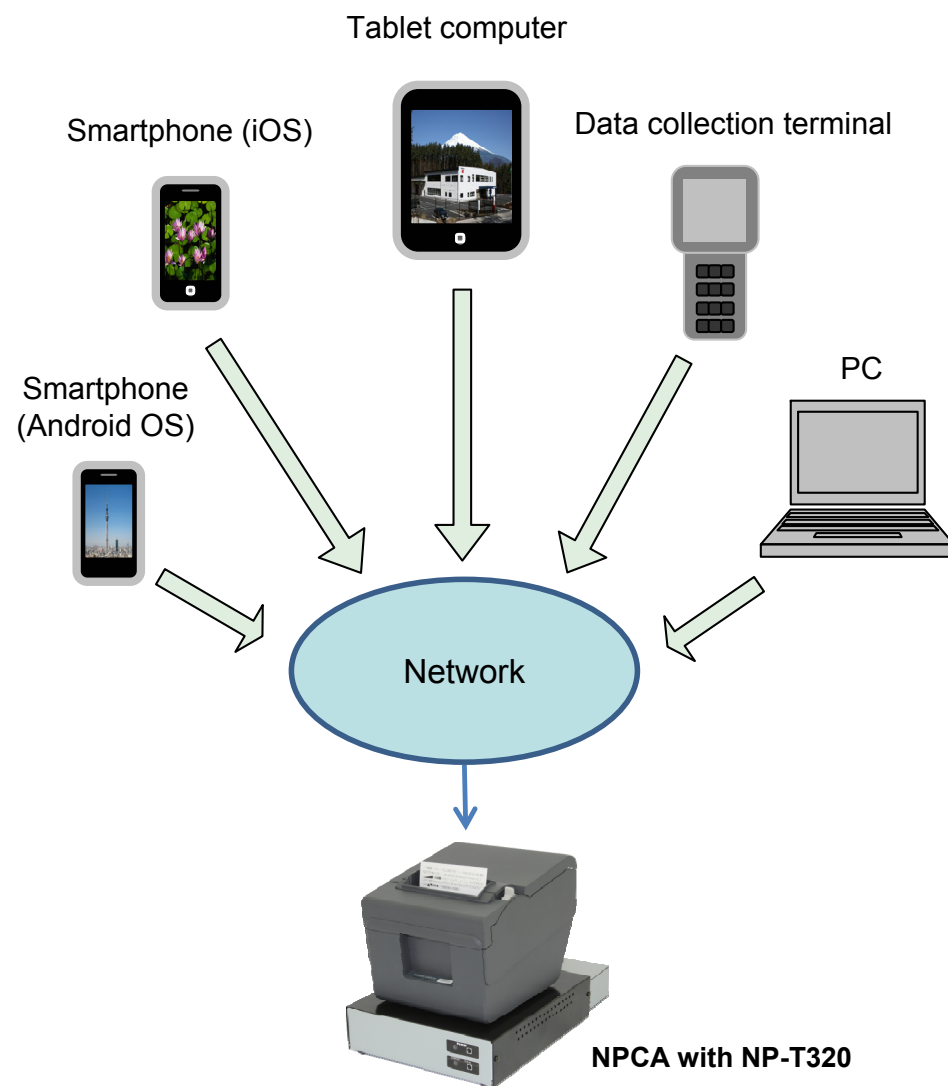 Tablet computer
Smartphone (iOS)
Data collection terminal
PC
Smartphone
(Android OS)
Network
NPCA with NP-T320